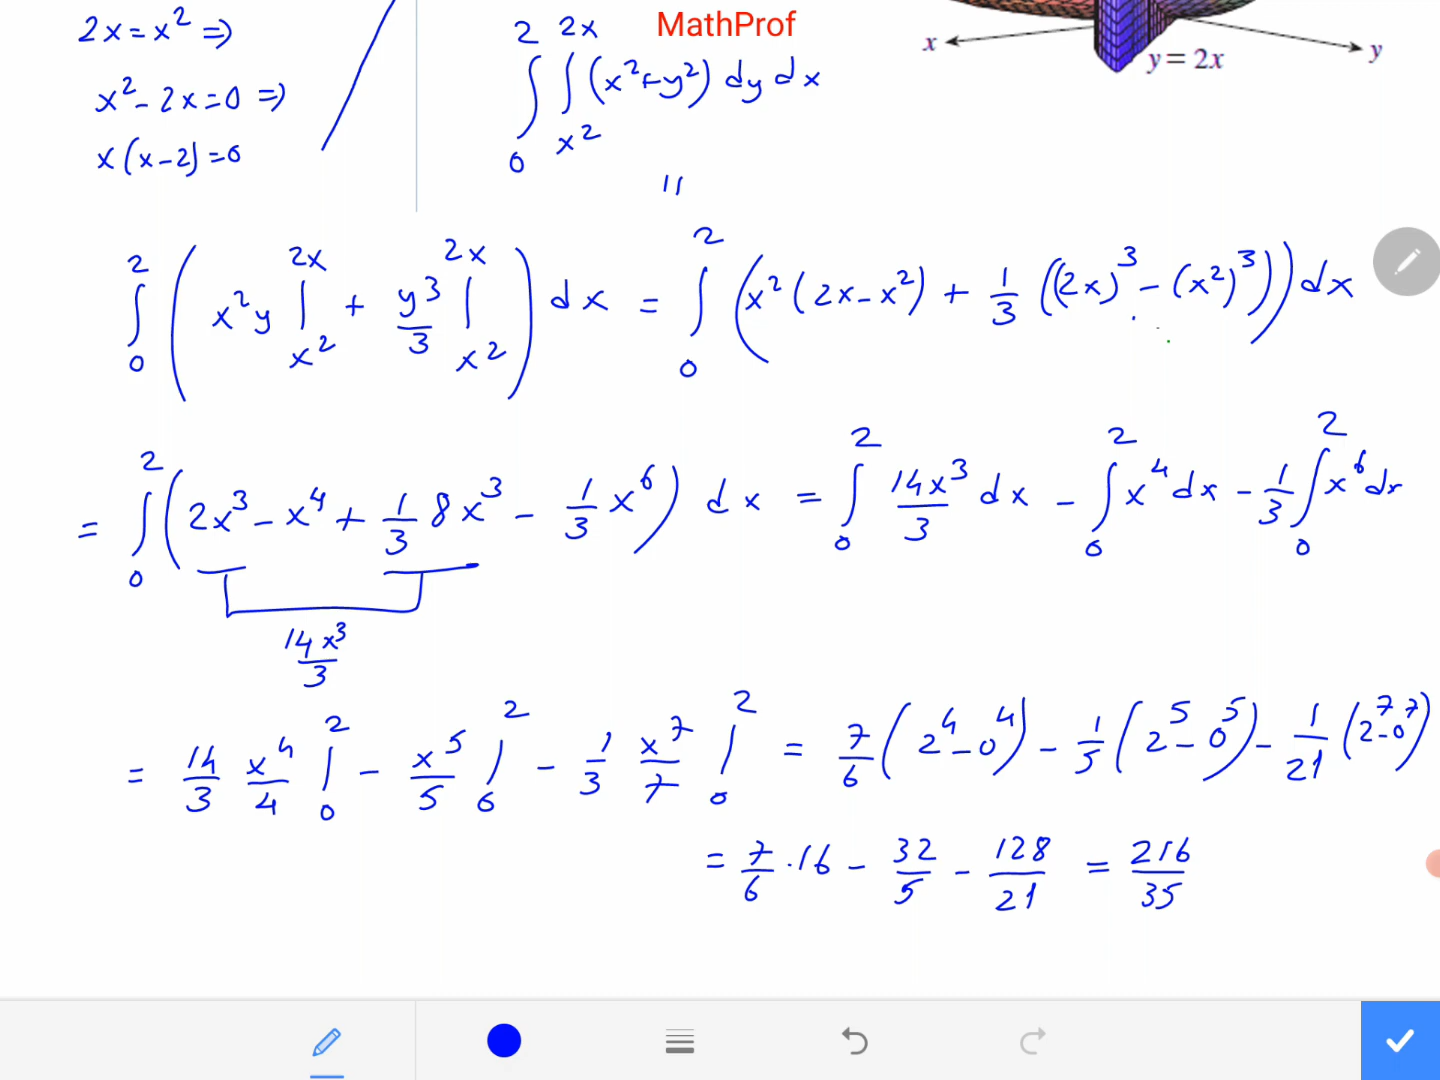 MathProf
2x = x² ⇒
x² - 2x = 0 ⇒
x(x-2) = 0
∫₀² ∫_{x²}^{2x} (x²+y²) dy dx
x y = 2x y
"
∫₀² ( x²y |_{x²}^{2x} + y³/3 |_{x²}^{2x} ) dx = ∫₀² ( x²(2x-x²) + 1/3 ((2x)³ - (x²)³) ) dx
= ∫₀² ( 2x³ - x⁴ + 1/3 8x³ - 1/3 x⁶ ) dx = ∫₀² 14x³/3 dx - ∫₀² x⁴ dx - 1/3 ∫₀² x⁶ dx
14x³/3
= 14/3 x⁴/4 |₀² - x⁵/5 |₀² - 1/3 x⁷/7 |₀² = 7/6 (2⁴-0⁴) - 1/5 (2⁵-0⁵) - 1/21 (2⁷-0⁷)
= 7/6 · 16 - 32/5 - 128/21 = 216/35